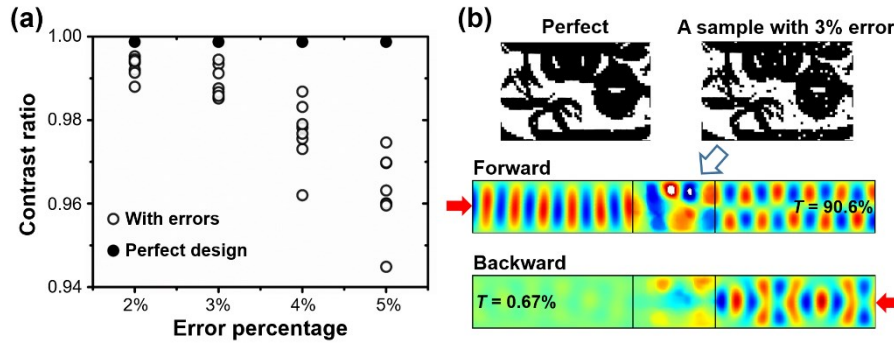 (a)
1.00
0.98
0.96
0.94
Contrast ratio
With errors
Perfect design
2% 3% 4% 5%
Error percentage
(b)
Perfect A sample with 3% error
Forward
T = 90.6%
Backward
T = 0.67%